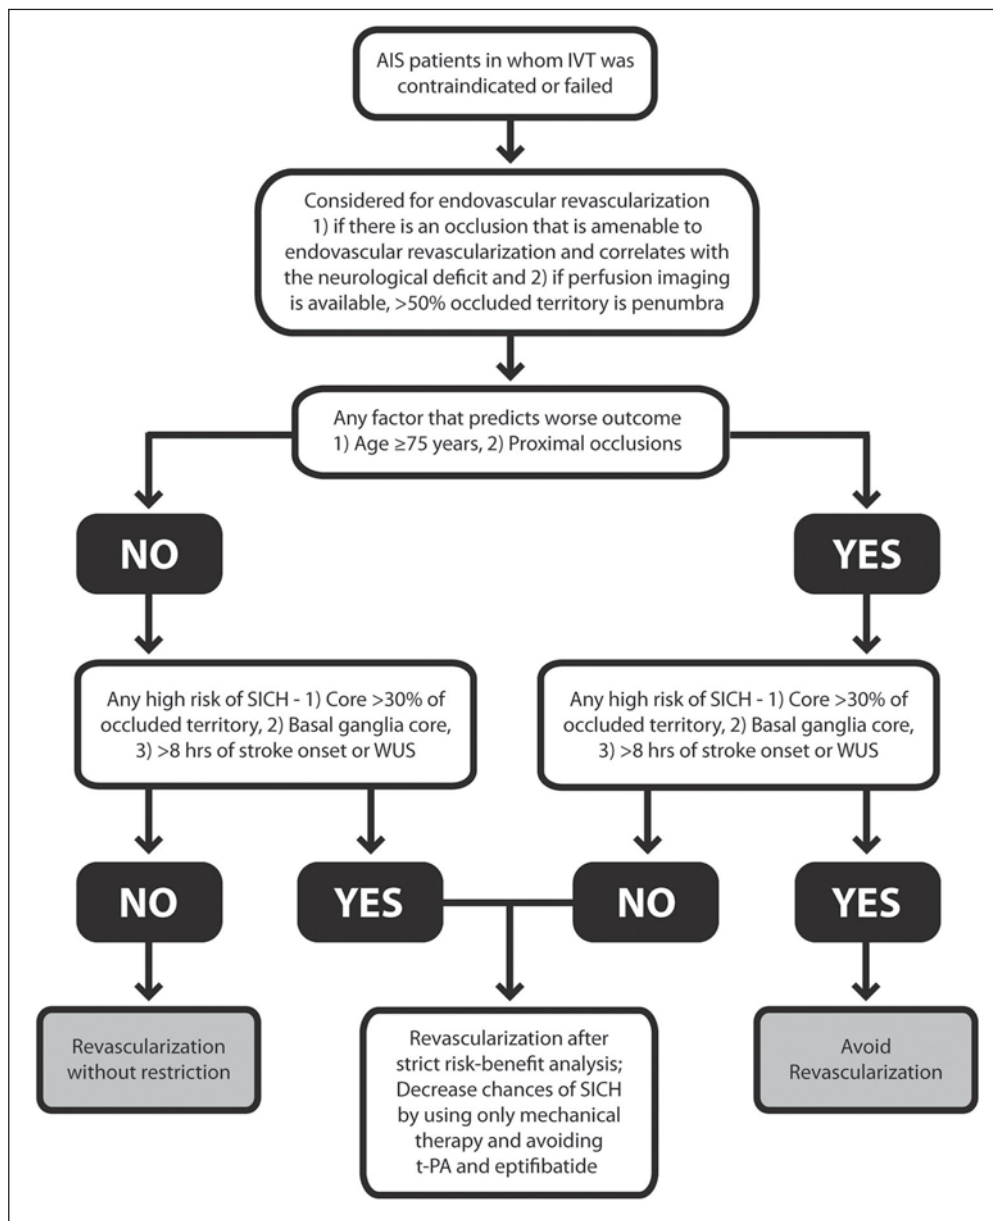 AIS patients in whom IVT was
contraindicated or failed
Considered for endovascular revascularization
1) if there is an occlusion that is amenable to
endovascular revascularization and correlates with
the neurological deficit and 2) if perfusion imaging
is available, >50% occluded territory is penumbra
Any factor that predicts worse outcome
1) Age ≥75 years, 2) Proximal occlusions
NO
YES
Any high risk of SICH - 1) Core >30% of
occluded territory, 2) Basal ganglia core,
3) >8 hrs of stroke onset or WUS
Any high risk of SICH - 1) Core >30% of
occluded territory, 2) Basal ganglia core,
3) >8 hrs of stroke onset or WUS
NO
YES
NO
YES
Revascularization
without restriction
Revascularization after
strict risk-benefit analysis;
Decrease chances of SICH
by using only mechanical
therapy and avoiding
t-PA and eptifibatide
Avoid
Revascularization